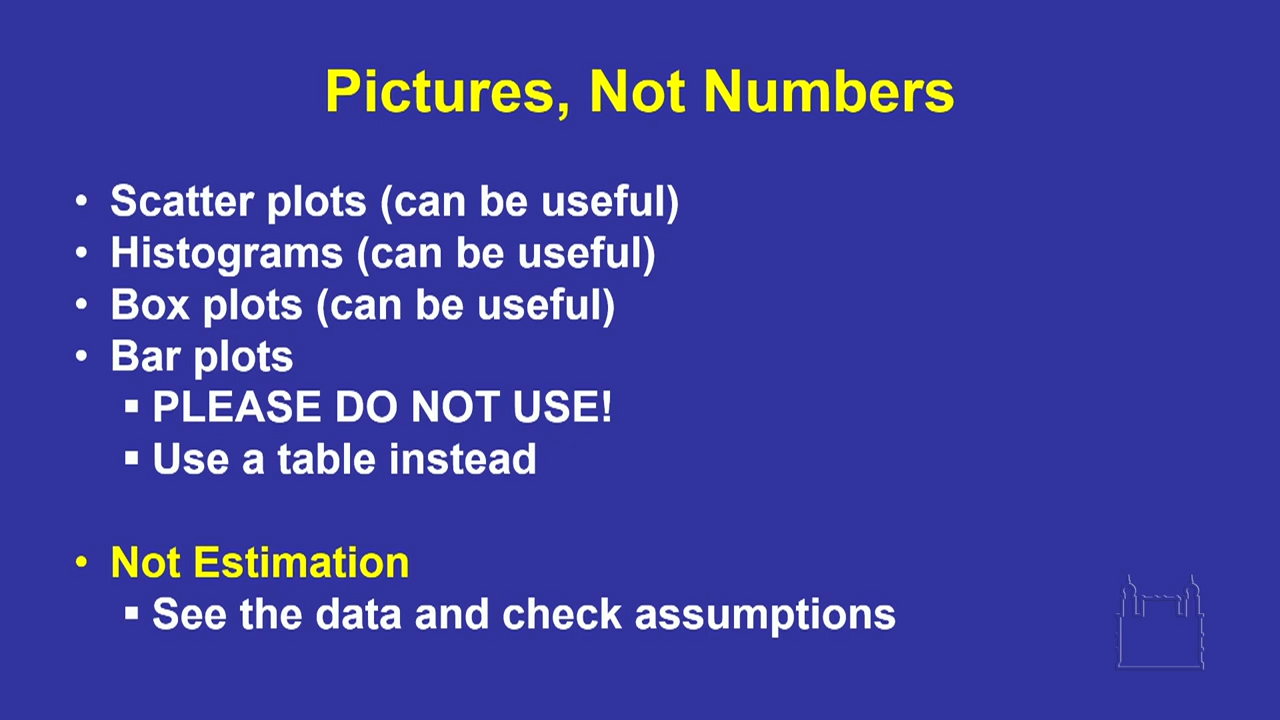 Pictures, Not Numbers
• Scatter plots (can be useful)
• Histograms (can be useful)
• Box plots (can be useful)
• Bar plots
▪ PLEASE DO NOT USE!
▪ Use a table instead
• Not Estimation
▪ See the data and check assumptions